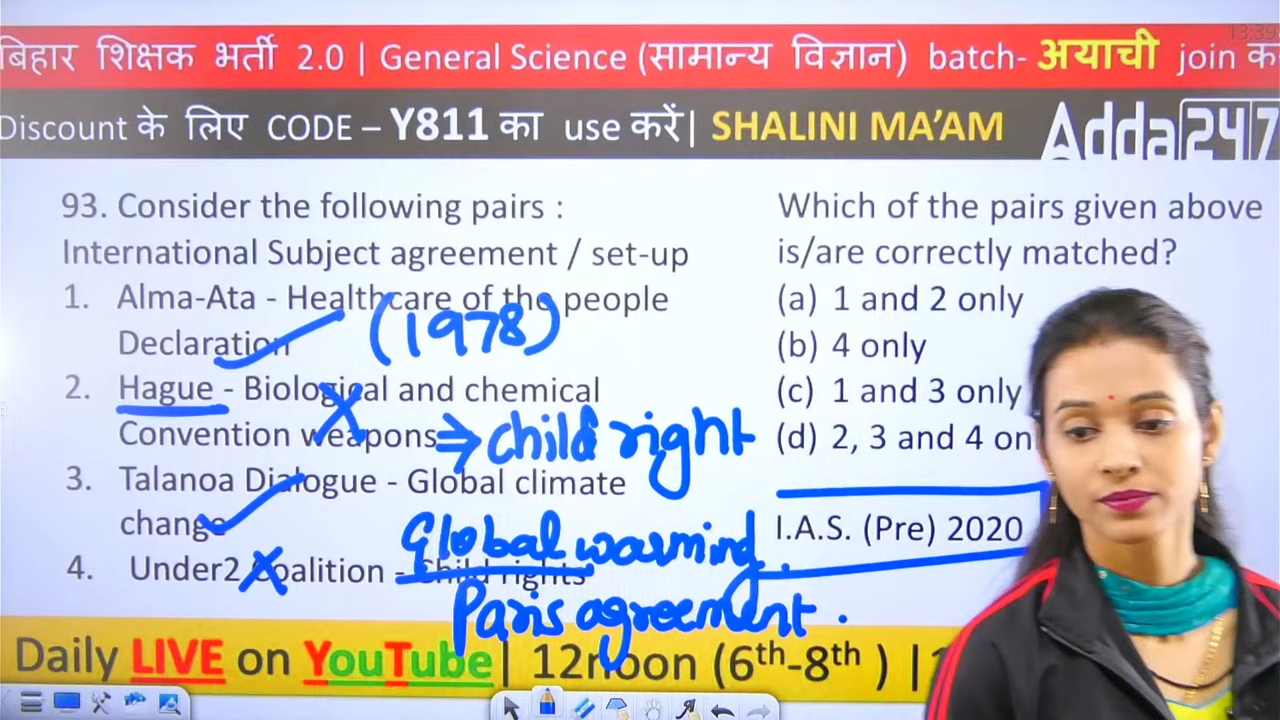 13:39
बिहार शिक्षक भर्ती 2.0 | General Science (सामान्य विज्ञान) batch- अयाची join क
Discount के लिए CODE – Y811 का use करें| SHALINI MA’AM Adda247
93. Consider the following pairs :
International Subject agreement / set-up
1. Alma-Ata - Healthcare of the people
Declaration
(1978)
2. Hague - Biological and chemical
Convention weapons
⇒ child right
3. Talanoa Dialogue - Global climate
change
Global warming.
4. Under2 Coalition - Child rights
Paris agreement.
Which of the pairs given above
is/are correctly matched?
(a) 1 and 2 only
(b) 4 only
(c) 1 and 3 only
(d) 2, 3 and 4 on
I.A.S. (Pre) 2020
Daily LIVE on YouTube| 12noon (6th-8th ) |1